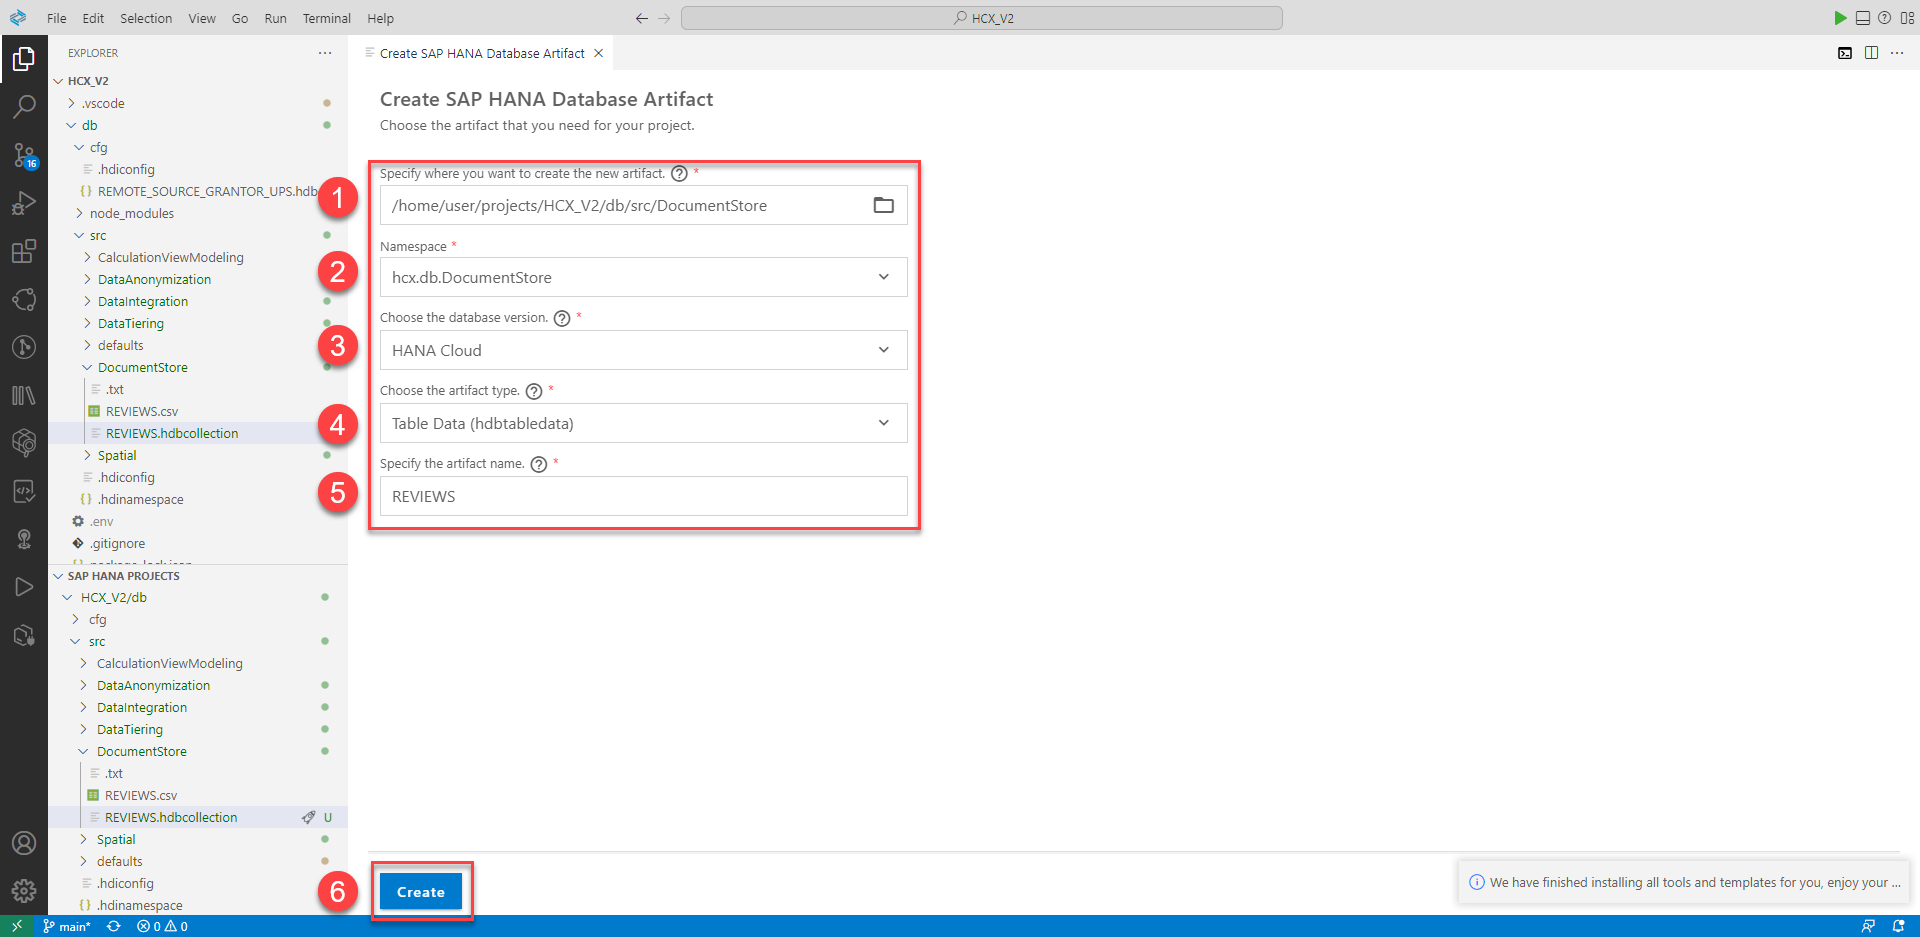 File Edit Selection View Go Run Terminal Help
HCX_V2
EXPLORER
HCX_V2
.vscode
db
cfg
.hdiconfig
REMOTE_SOURCE_GRANTOR_UPS.hdb
node_modules
src
CalculationViewModeling
DataAnonymization
DataIntegration
DataTiering
defaults
DocumentStore
.txt
REVIEWS.csv
REVIEWS.hdbcollection
Spatial
.hdiconfig
.hdinamespace
.env
.gitignore
SAP HANA PROJECTS
HCX_V2/db
cfg
src
CalculationViewModeling
DataAnonymization
DataIntegration
DataTiering
DocumentStore
.txt
REVIEWS.csv
REVIEWS.hdbcollection U
Spatial
defaults
.hdiconfig
.hdinamespace
16
Create SAP HANA Database Artifact
Create SAP HANA Database Artifact
Choose the artifact that you need for your project.
Specify where you want to create the new artifact. *
1
/home/user/projects/HCX_V2/db/src/DocumentStore
Namespace *
2
hcx.db.DocumentStore
Choose the database version. *
3
HANA Cloud
Choose the artifact type. *
4
Table Data (hdbtabledata)
Specify the artifact name. *
5
REVIEWS
6
Create
We have finished installing all tools and templates for you, enjoy your ...
main* 0 0